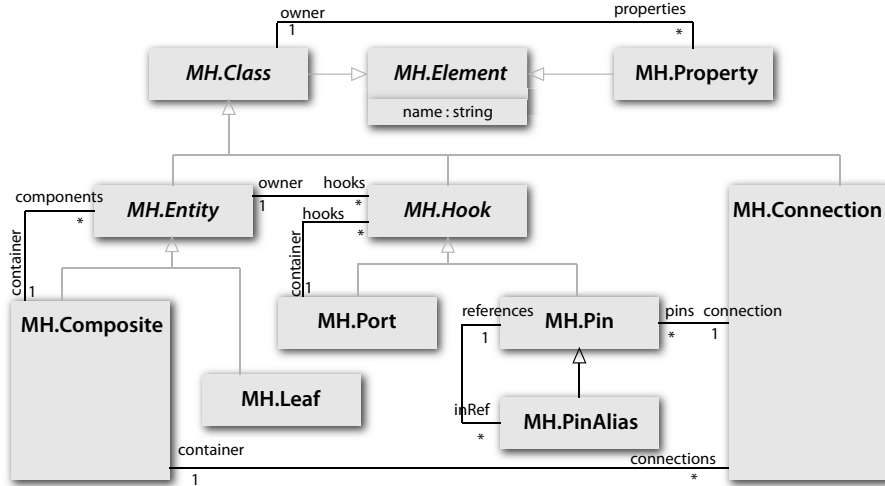 owner
properties
1
*
MH.Class
MH.Element
MH.Property
name : string
components
owner
hooks
*
MH.Entity
1
*
hooks
MH.Hook
MH.Connection
*
container
container
1
1
MH.Composite
MH.Port
references
MH.Pin
pins
connection
1
*
1
MH.Leaf
inRef
MH.PinAlias
*
container
connections
1
*